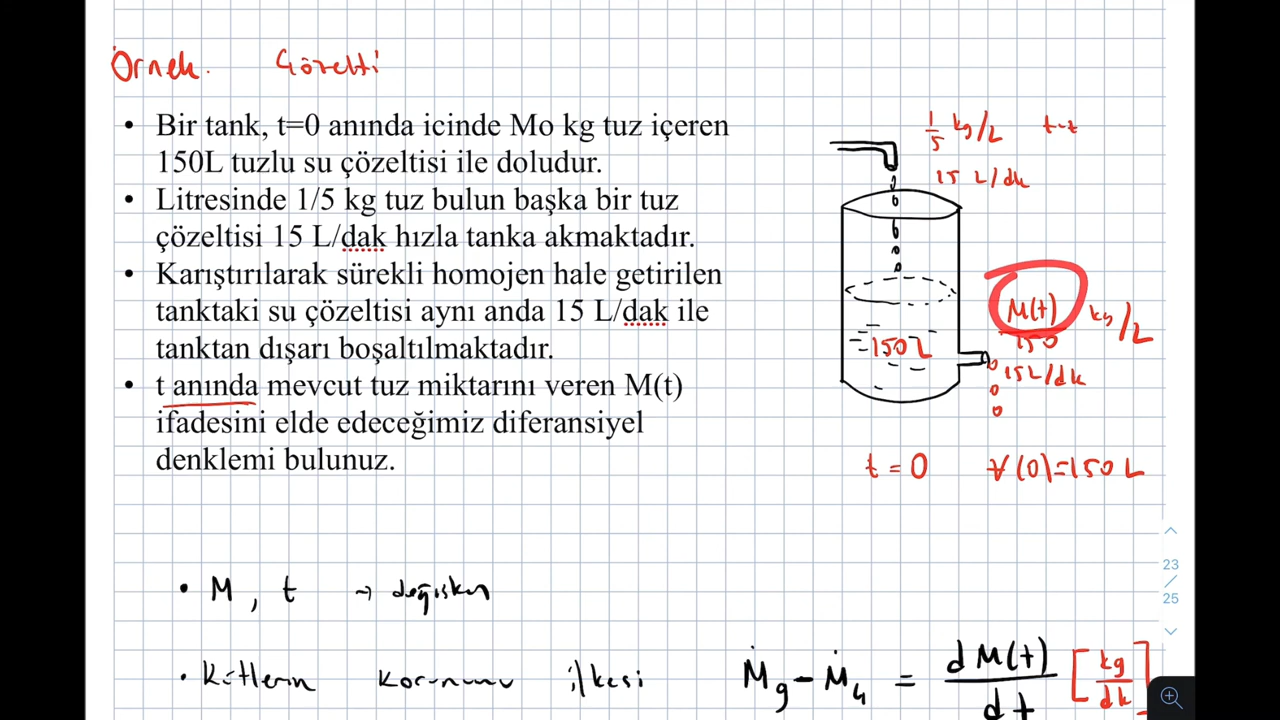 Örnek. Çözelti
• Bir tank, t=0 anında icinde Mo kg tuz içeren
150L tuzlu su çözeltisi ile doludur.
• Litresinde 1/5 kg tuz bulun başka bir tuz
çözeltisi 15 L/dak hızla tanka akmaktadır.
• Karıştırılarak sürekli homojen hale getirilen
tanktaki su çözeltisi aynı anda 15 L/dak ile
tanktan dışarı boşaltılmaktadır.
• t anında mevcut tuz miktarını veren M(t)
ifadesini elde edeceğimiz diferansiyel
denklemi bulunuz.
1/5 kg/L
15 L/dk
M(t)/150 kg/L
150L
15L/dk
t = 0 V(0)=150 L
23
/
25
• M, t → değişken
• Kütlenin korunumu ilkesi Ṁg - Ṁç = dM(t)/dt [kg/dk]